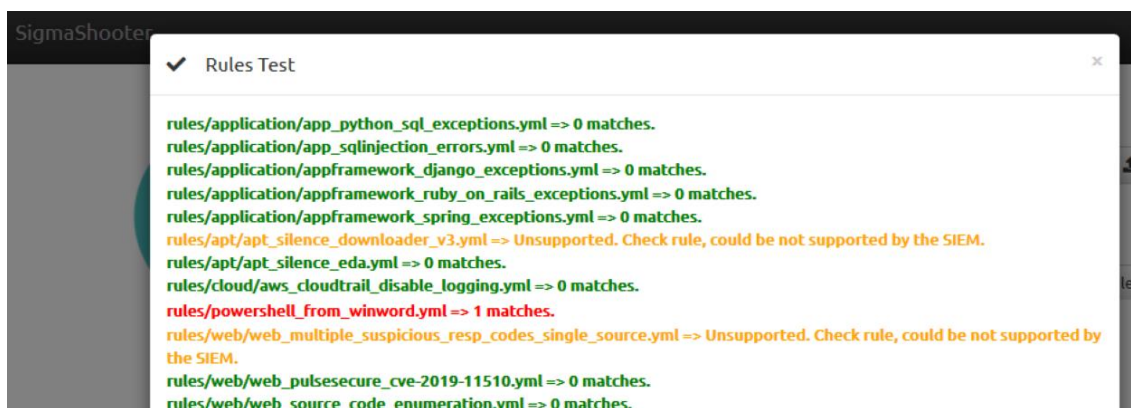 SigmaShooter
Rules Test
rules/application/app_python_sql_exceptions.yml => 0 matches.
rules/application/app_sqlinjection_errors.yml => 0 matches.
rules/application/appframework_django_exceptions.yml => 0 matches.
rules/application/appframework_ruby_on_rails_exceptions.yml => 0 matches.
rules/application/appframework_spring_exceptions.yml => 0 matches.
rules/apt/apt_silence_downloader_v3.yml => Unsupported. Check rule, could be not supported by the SIEM.
rules/apt/apt_silence_eda.yml => 0 matches.
rules/cloud/aws_cloudtrail_disable_logging.yml => 0 matches.
rules/powershell_from_winword.yml => 1 matches.
rules/web/web_multiple_suspicious_resp_codes_single_source.yml => Unsupported. Check rule, could be not supported by
the SIEM.
rules/web/web_pulsesecure_cve-2019-11510.yml => 0 matches.
rules/web/web_source_code_enumeration.yml => 0 matches.